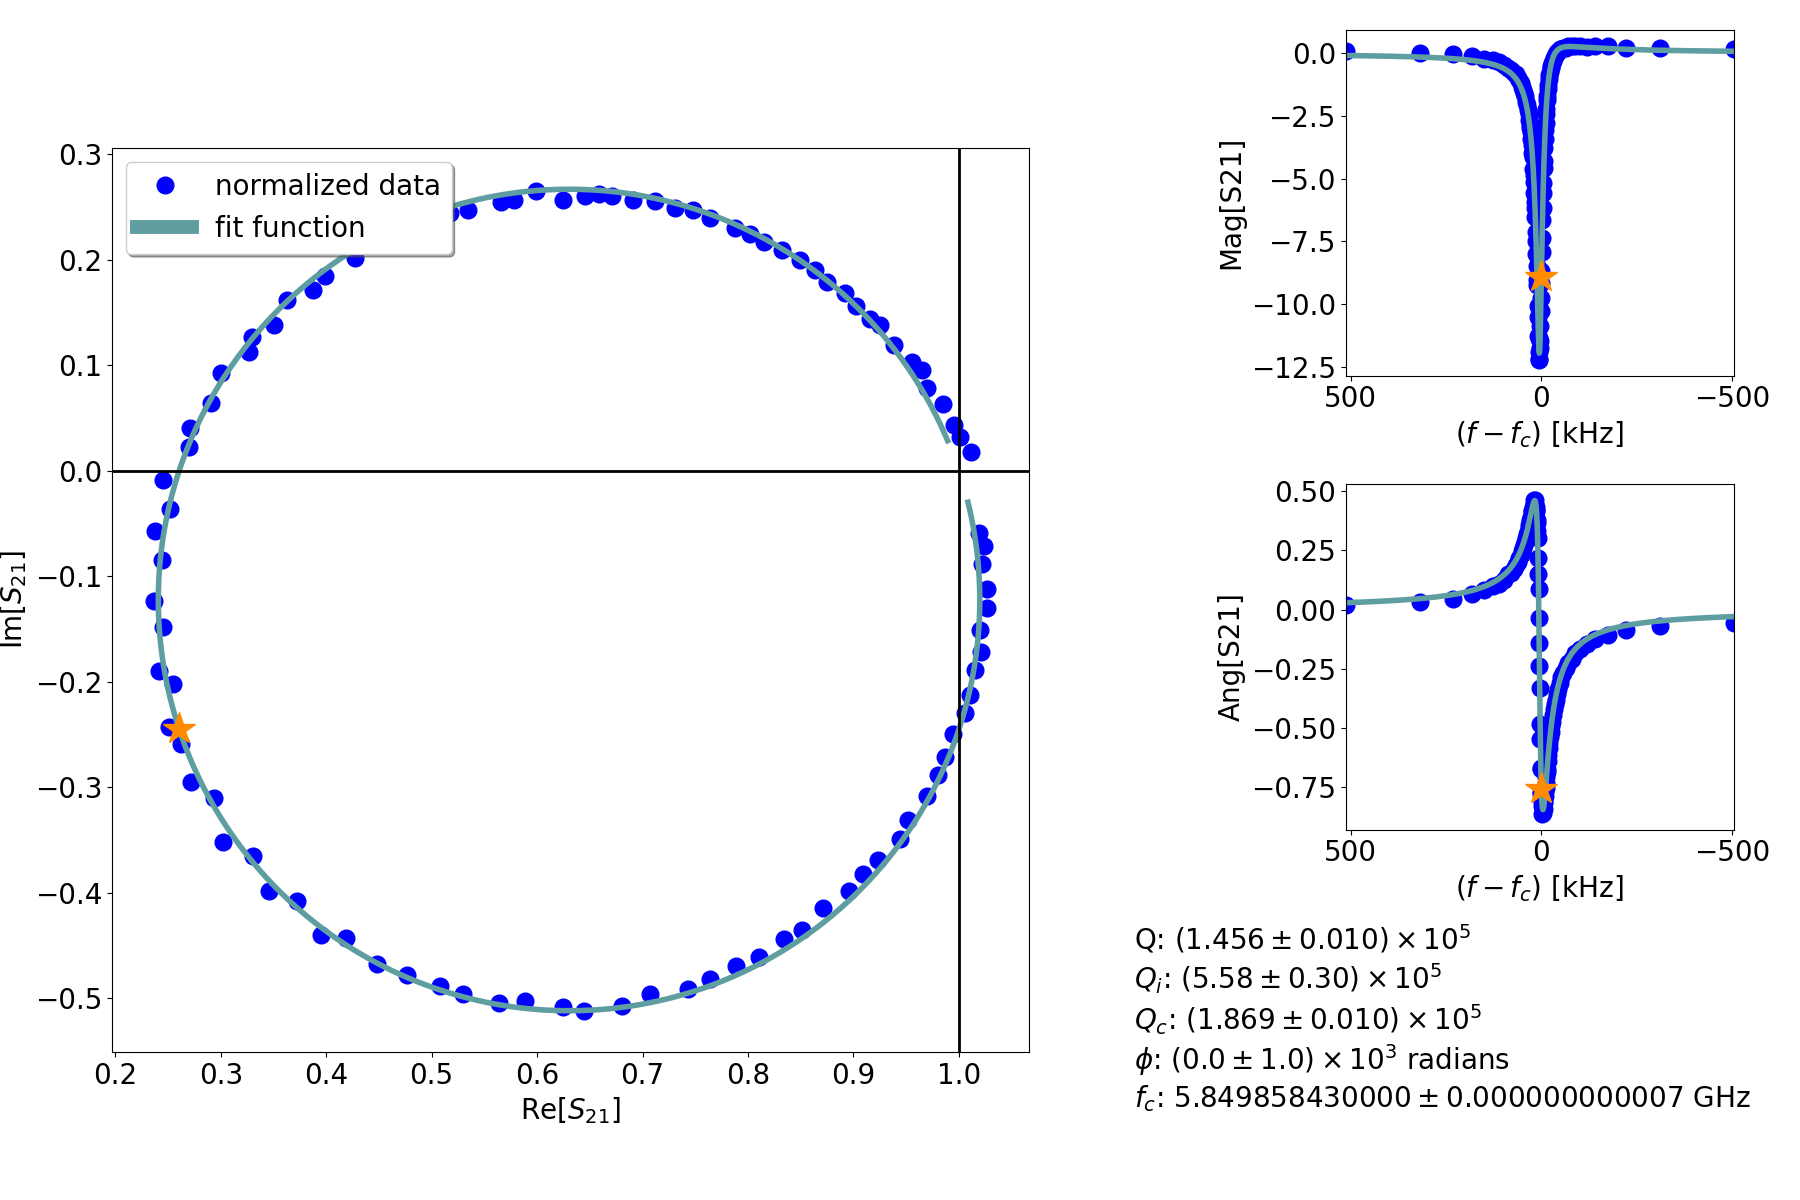 normalized data
fit function
0.3
0.2
0.1
0.0
−0.1
−0.2
−0.3
−0.4
−0.5
Im[S21]
0.2 0.3 0.4 0.5 0.6 0.7 0.8 0.9 1.0
Re[S21]
0.0
−2.5
−5.0
−7.5
−10.0
−12.5
Mag[S21]
500 0 −500
(f − fc) [kHz]
0.50
0.25
0.00
−0.25
−0.50
−0.75
Ang[S21]
500 0 −500
(f − fc) [kHz]
Q: (1.456 ± 0.010) × 10^5
Qi: (5.58 ± 0.30) × 10^5
Qc: (1.869 ± 0.010) × 10^5
ϕ: (0.0 ± 1.0) × 10^3 radians
fc: 5.849858430000 ± 0.000000000007 GHz